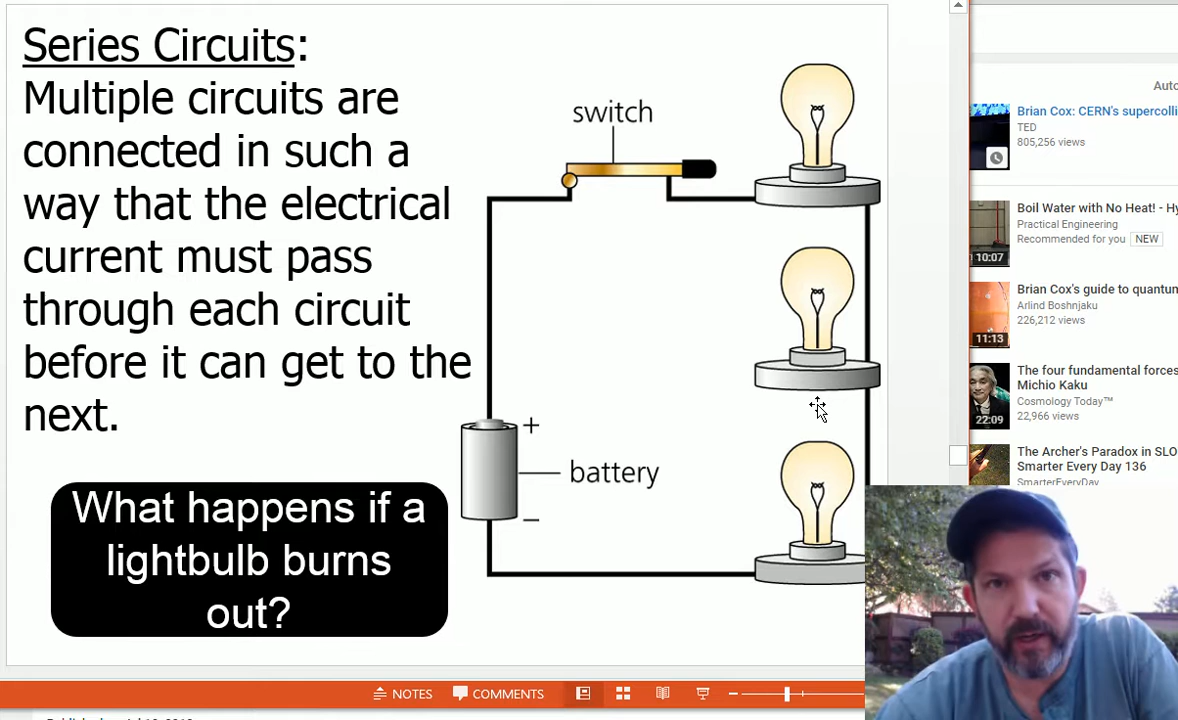 Series Circuits:
Multiple circuits are
connected in such a
way that the electrical
current must pass
through each circuit
before it can get to the
next.
What happens if a
lightbulb burns
out?
switch
+
battery
–
NOTES
COMMENTS
Auto
Brian Cox: CERN's supercolli
TED
805,256 views
Boil Water with No Heat! - Hy
Practical Engineering
Recommended for you NEW
10:07
Brian Cox's guide to quantum
Arlind Boshnjaku
226,212 views
11:13
The four fundamental forces
Michio Kaku
Cosmology Today™
22,966 views
22:09
The Archer's Paradox in SLO
Smarter Every Day 136
SmarterEveryDay